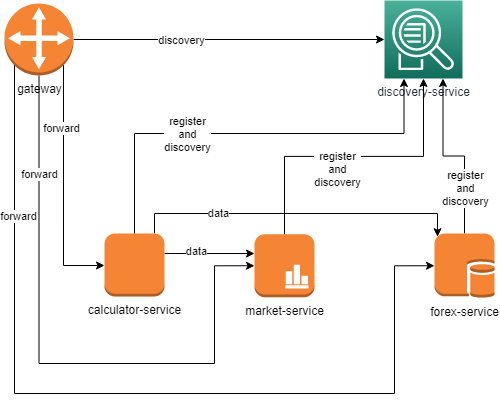 discovery
gateway
discovery-service
register
and
discovery
forward
register
and
discovery
forward
register
and
discovery
forward
data
data
calculator-service
market-service
forex-service